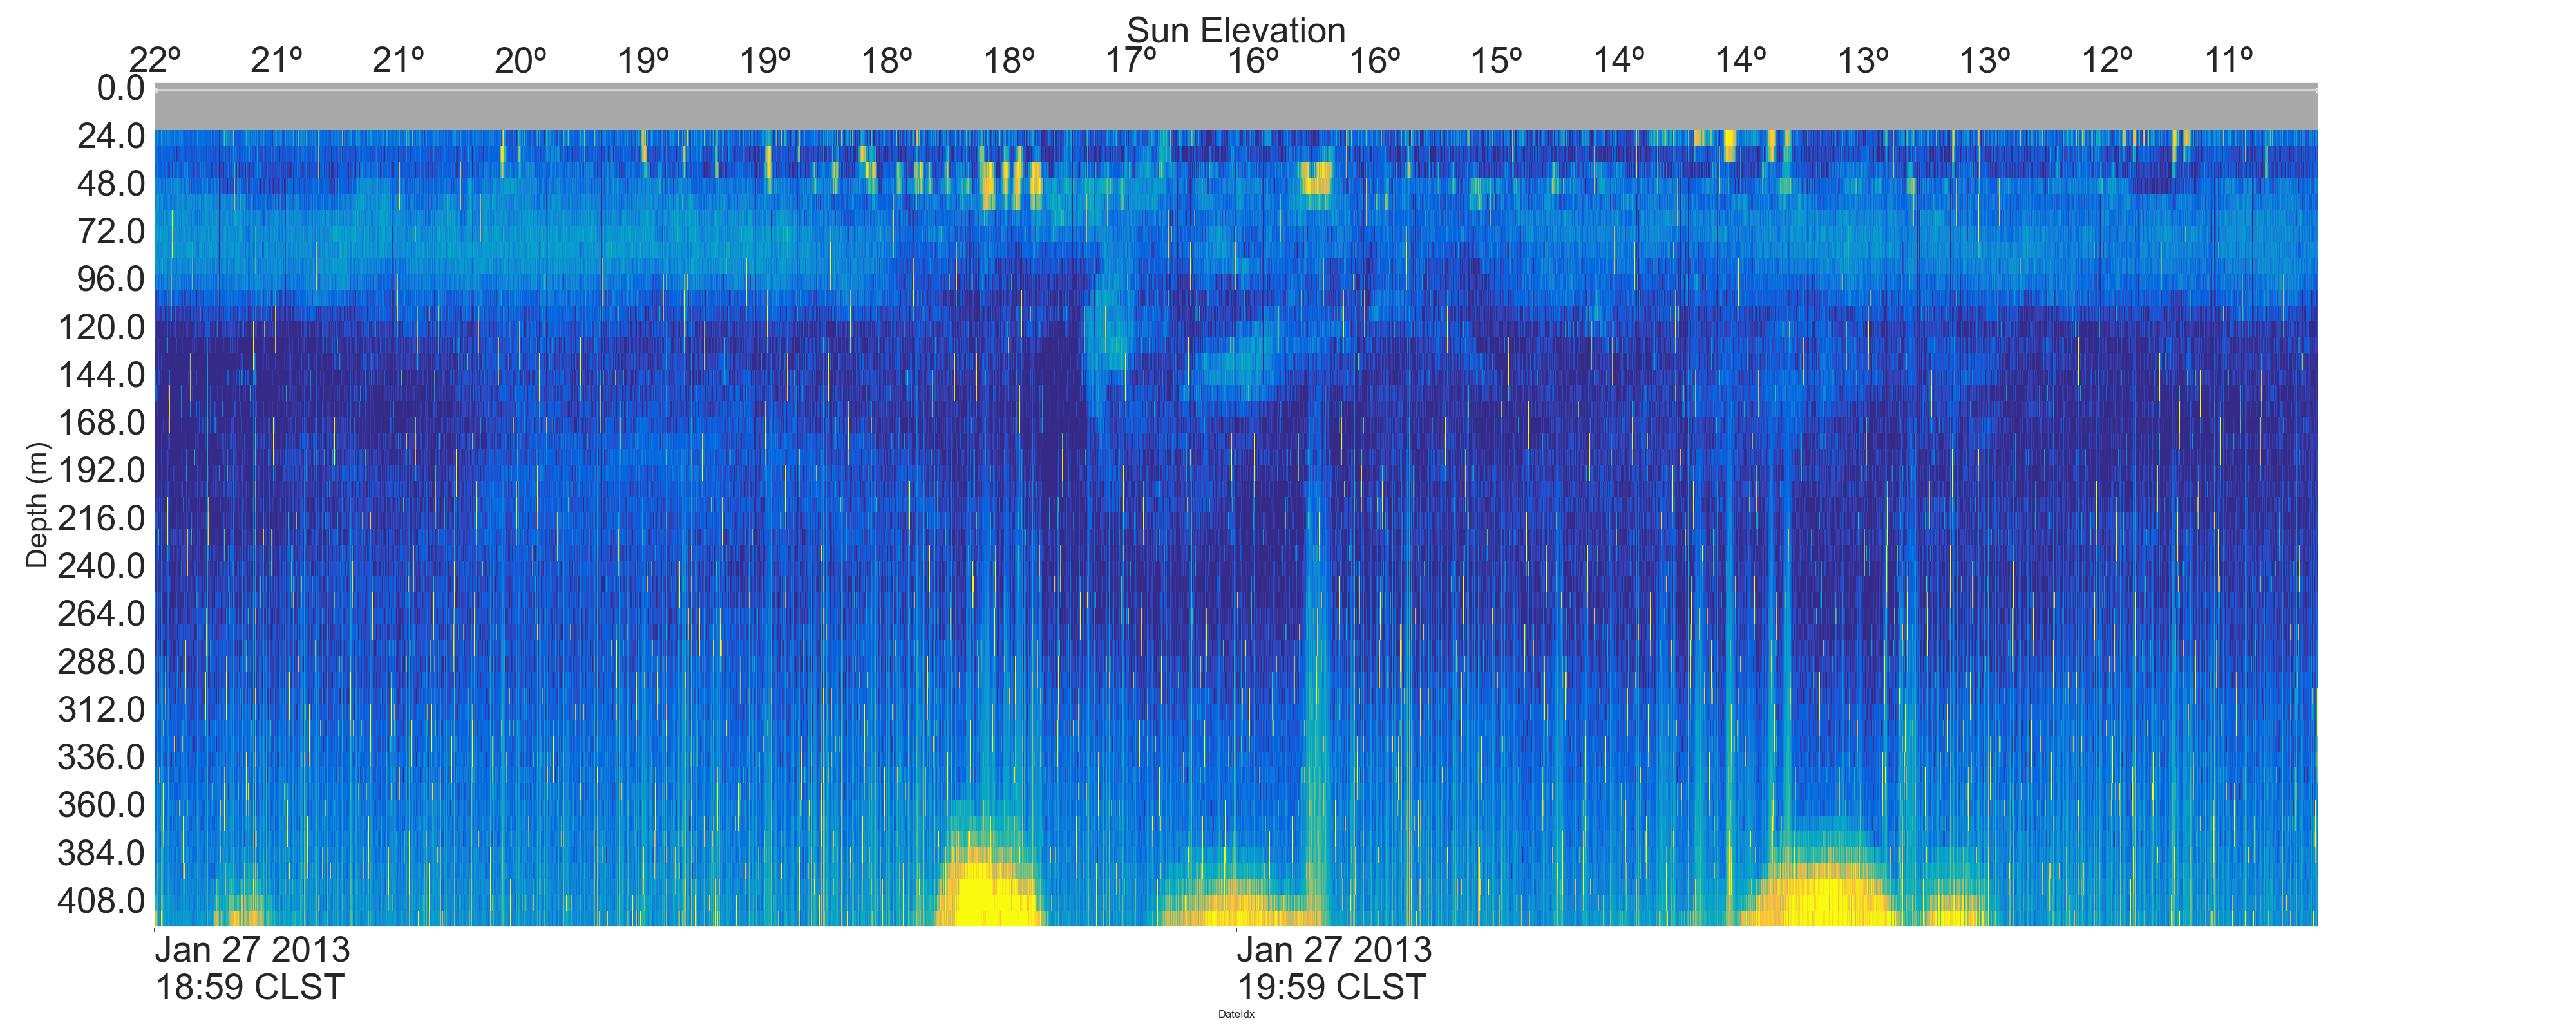 Sun Elevation
22º 21º 21º 20º 19º 19º 18º 18º 17º 16º 16º 15º 14º 14º 13º 13º 12º 11º
0.0
24.0
48.0
72.0
96.0
120.0
144.0
168.0
192.0
216.0
240.0
264.0
288.0
312.0
336.0
360.0
384.0
408.0
Depth (m)
Jan 27 2013
18:59 CLST
Jan 27 2013
19:59 CLST
DateIdx